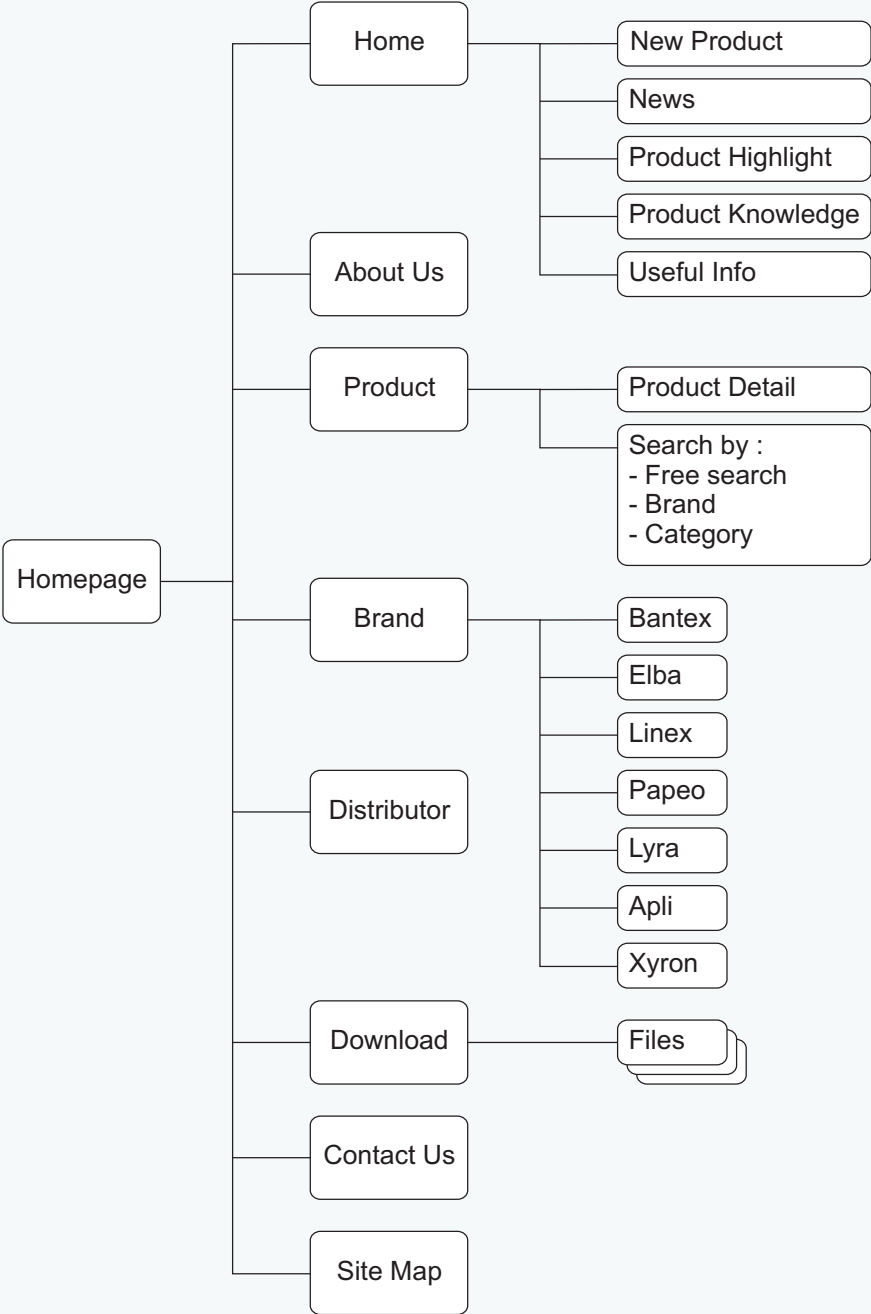 Home
New Product
News
Product Highlight
Product Knowledge
Useful Info
About Us
Product
Product Detail
Search by :
- Free search
- Brand
- Category
Homepage
Brand
Bantex
Elba
Linex
Papeo
Lyra
Apli
Xyron
Distributor
Download
Files
Contact Us
Site Map